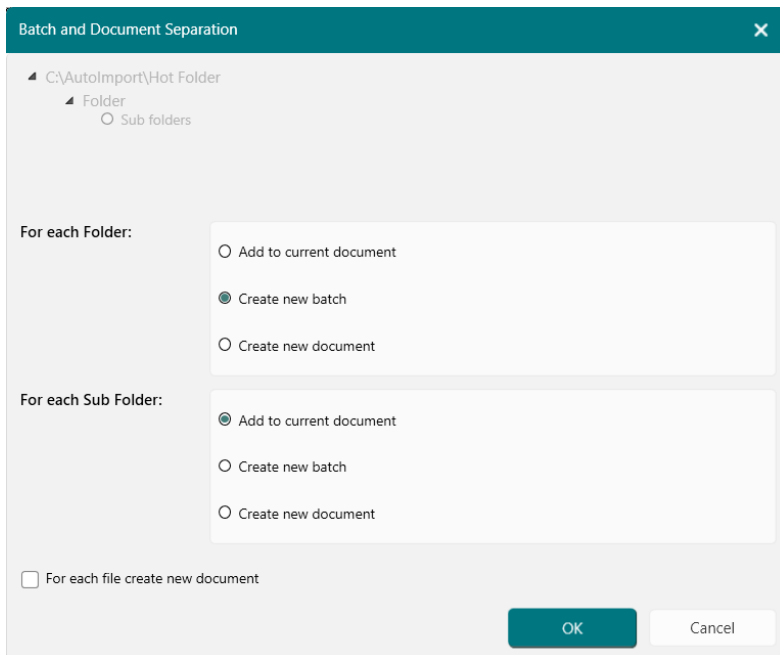 Batch and Document Separation
C:\AutoImport\Hot Folder
Folder
Sub folders
For each Folder:
Add to current document
Create new batch
Create new document
For each Sub Folder:
Add to current document
Create new batch
Create new document
For each file create new document
OK
Cancel